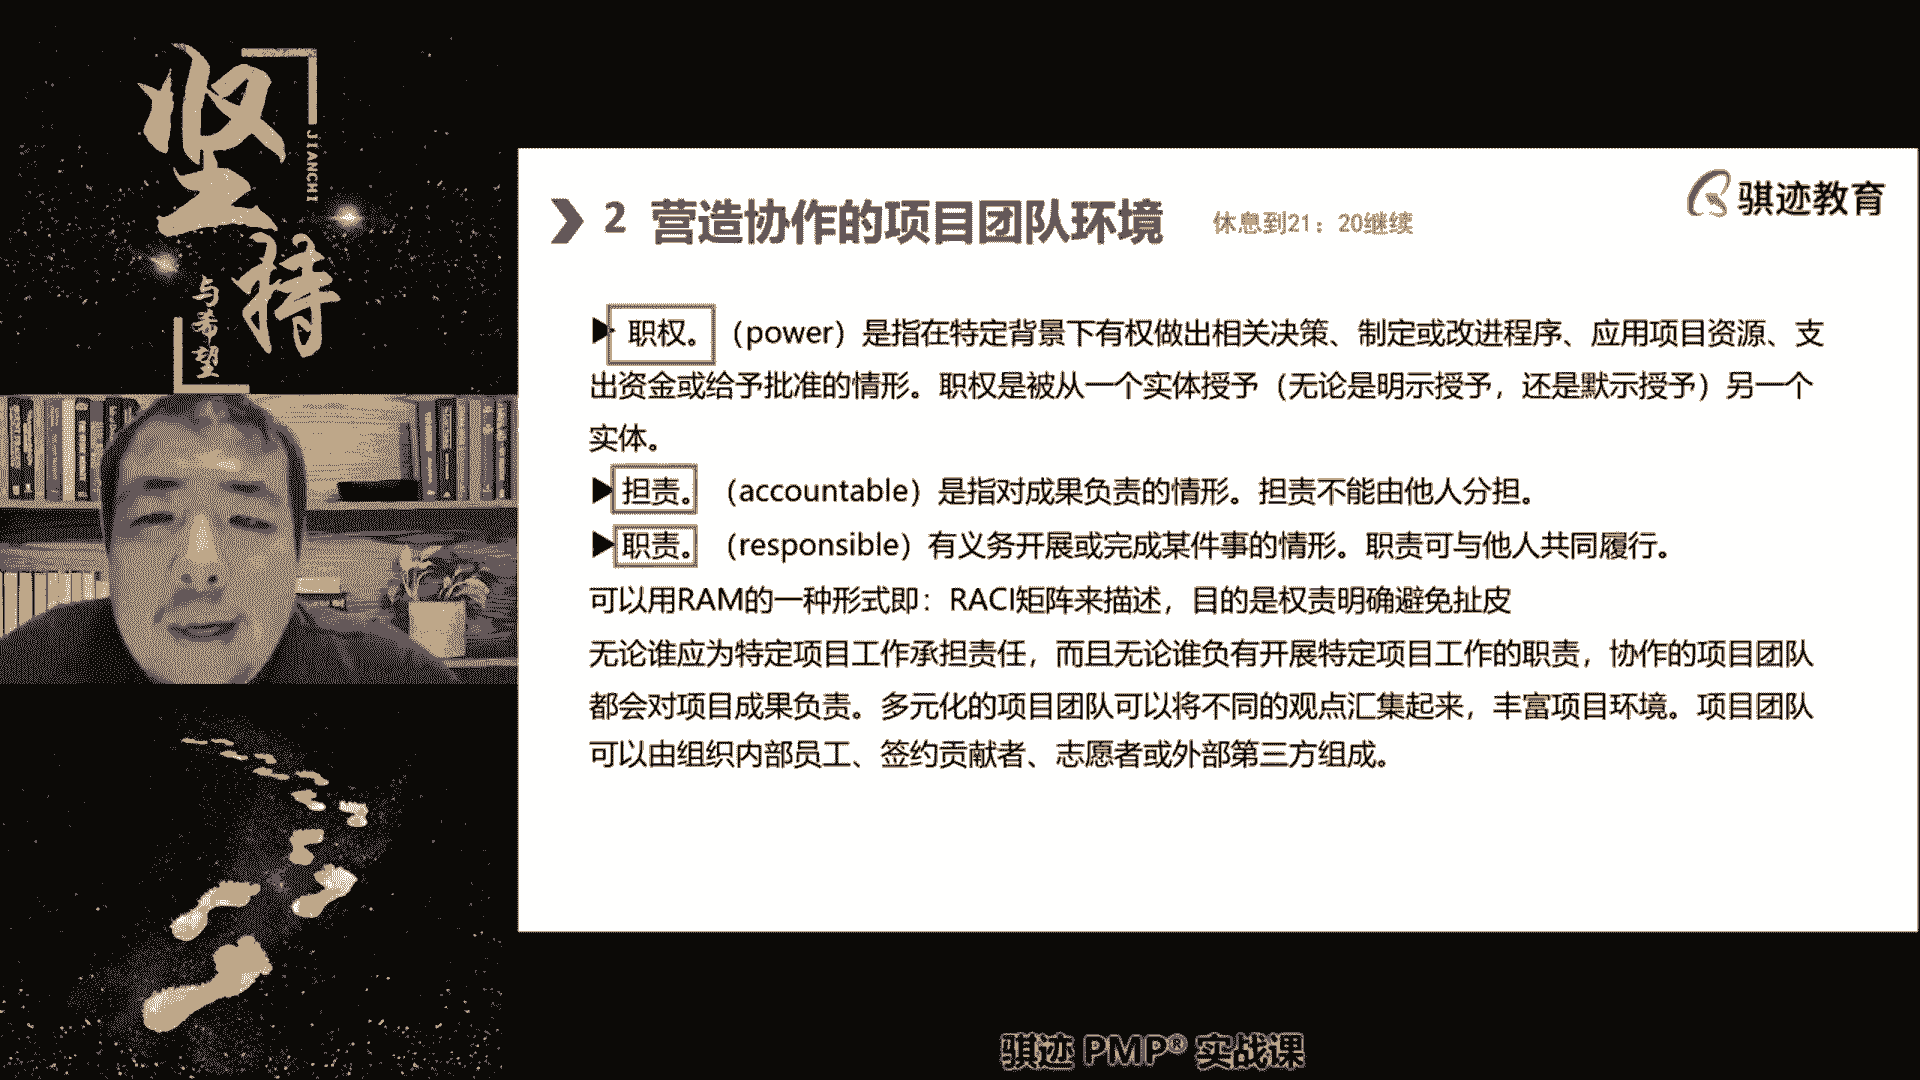 坚持
JIANCHI
与希望
2 营造协作的项目团队环境 休息到21：20继续
骐迹教育
职权。（power）是指在特定背景下有权做出相关决策、制定或改进程序、应用项目资源、支
出资金或给予批准的情形。职权是被从一个实体授予（无论是明示授予，还是默示授予）另一个
实体。
担责。（accountable）是指对成果负责的情形。担责不能由他人分担。
职责。（responsible）有义务开展或完成某件事的情形。职责可与他人共同履行。
可以用RAM的一种形式即：RACI矩阵来描述，目的是权责明确避免扯皮
无论谁应为特定项目工作承担责任，而且无论谁负有开展特定项目工作的职责，协作的项目团队
都会对项目成果负责。多元化的项目团队可以将不同的观点汇集起来，丰富项目环境。项目团队
可以由组织内部员工、签约贡献者、志愿者或外部第三方组成。
骐迹 PMP® 实战课